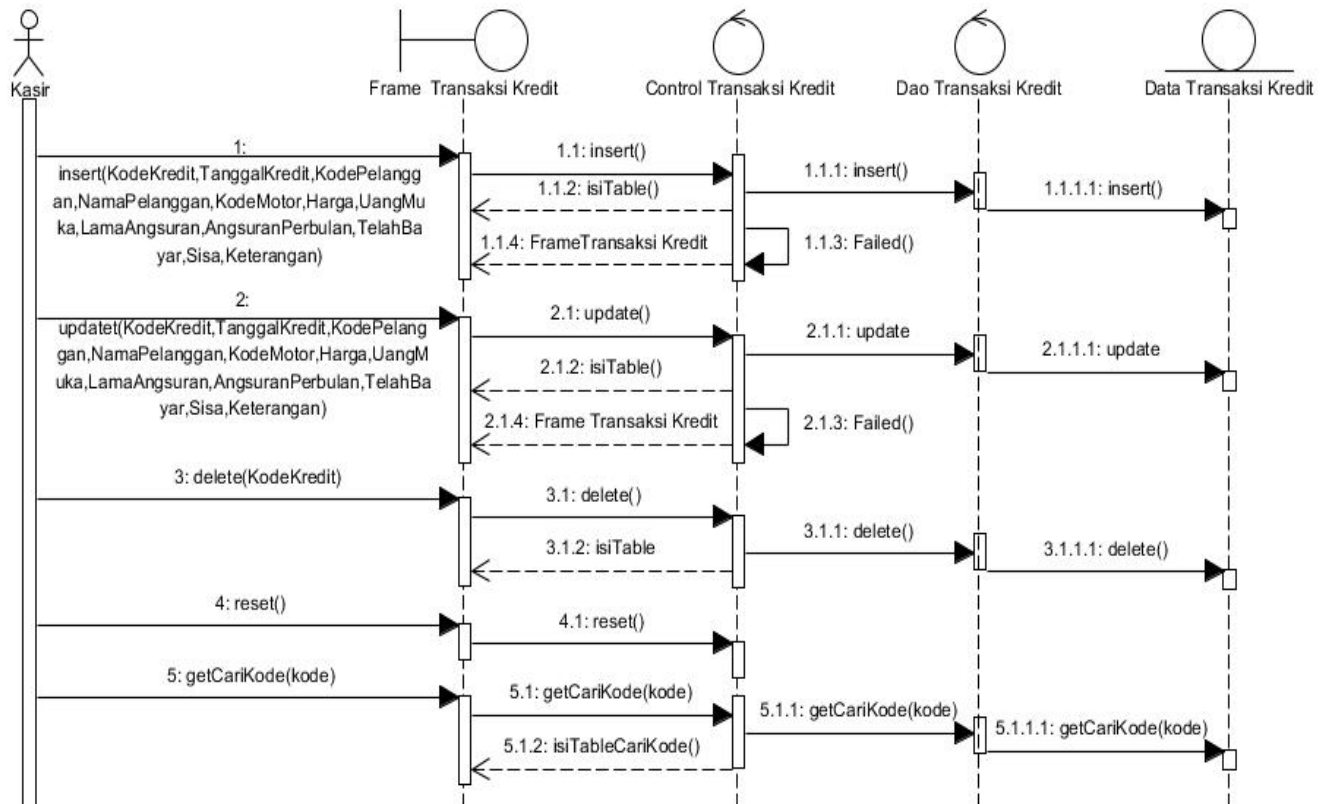 Kasir
Frame Transaksi Kredit
Control Transaksi Kredit
Dao Transaksi Kredit
Data Transaksi Kredit
1:
insert(KodeKredit,TanggalKredit,KodePelangg
an,NamaPelanggan,KodeMotor,Harga,UangMu
ka,LamaAngsuran,AngsuranPerbulan,TelahBa
yar,Sisa,Keterangan)
1.1: insert()
1.1.1: insert()
1.1.1.1: insert()
1.1.2: isiTable()
1.1.3: Failed()
1.1.4: FrameTransaksi Kredit
2:
updatet(KodeKredit,TanggalKredit,KodePelang
gan,NamaPelanggan,KodeMotor,Harga,UangM
uka,LamaAngsuran,AngsuranPerbulan,TelahBa
yar,Sisa,Keterangan)
2.1: update()
2.1.1: update
2.1.1.1: update
2.1.2: isiTable()
2.1.3: Failed()
2.1.4: Frame Transaksi Kredit
3: delete(KodeKredit)
3.1: delete()
3.1.1: delete()
3.1.1.1: delete()
3.1.2: isiTable
4: reset()
4.1: reset()
5: getCariKode(kode)
5.1: getCariKode(kode)
5.1.1: getCariKode(kode)
5.1.1.1: getCariKode(kode)
5.1.2: isiTableCariKode()